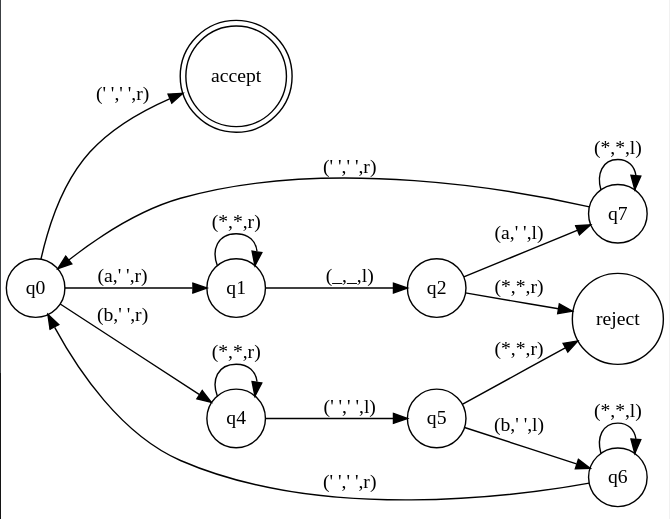 accept
(' ',' ',r)
(*,*,l)
(' ',' ',r)
q7
(*,*,r)
(a,' ',l)
(a,' ',r)
(_,_,l)
q0
q1
q2
(*,*,r)
(b,' ',r)
reject
(*,*,r)
(*,*,r)
(' ',' ',l)
(*,*,l)
q4
q5
(b,' ',l)
q6
(' ',' ',r)